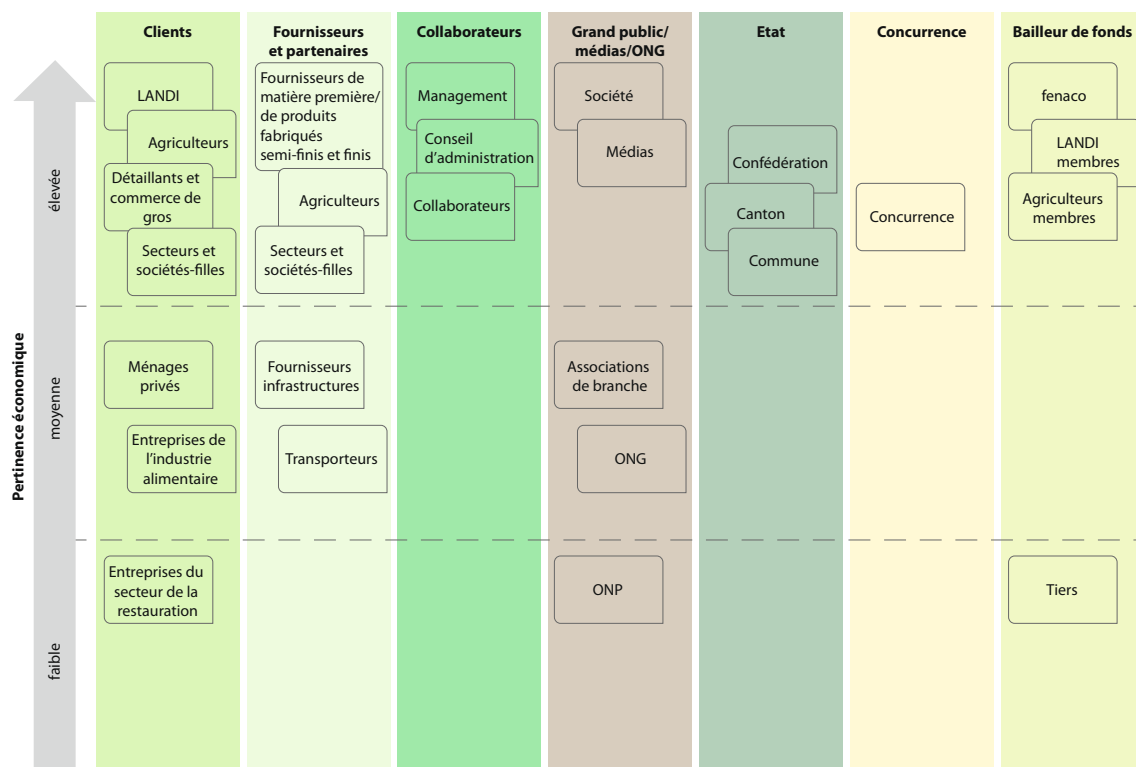 Clients
Fournisseurs
et partenaires
Collaborateurs
Grand public/
médias/ONG
Etat
Concurrence
Bailleur de fonds
Pertinence économique
élevée
moyenne
faible
LANDI
Agriculteurs
Détaillants et
commerce de
gros
Secteurs et
sociétés-filles
Ménages
privés
Entreprises de
l'industrie
alimentaire
Entreprises du
secteur de la
restauration
Fournisseurs de
matière première/
de produits
fabriqués
semi-finis et finis
Agriculteurs
Secteurs et
sociétés-filles
Fournisseurs
infrastructures
Transporteurs
Management
Conseil
d'administration
Collaborateurs
Société
Médias
Associations
de branche
ONG
ONP
Confédération
Canton
Commune
Concurrence
fenaco
LANDI
membres
Agriculteurs
membres
Tiers